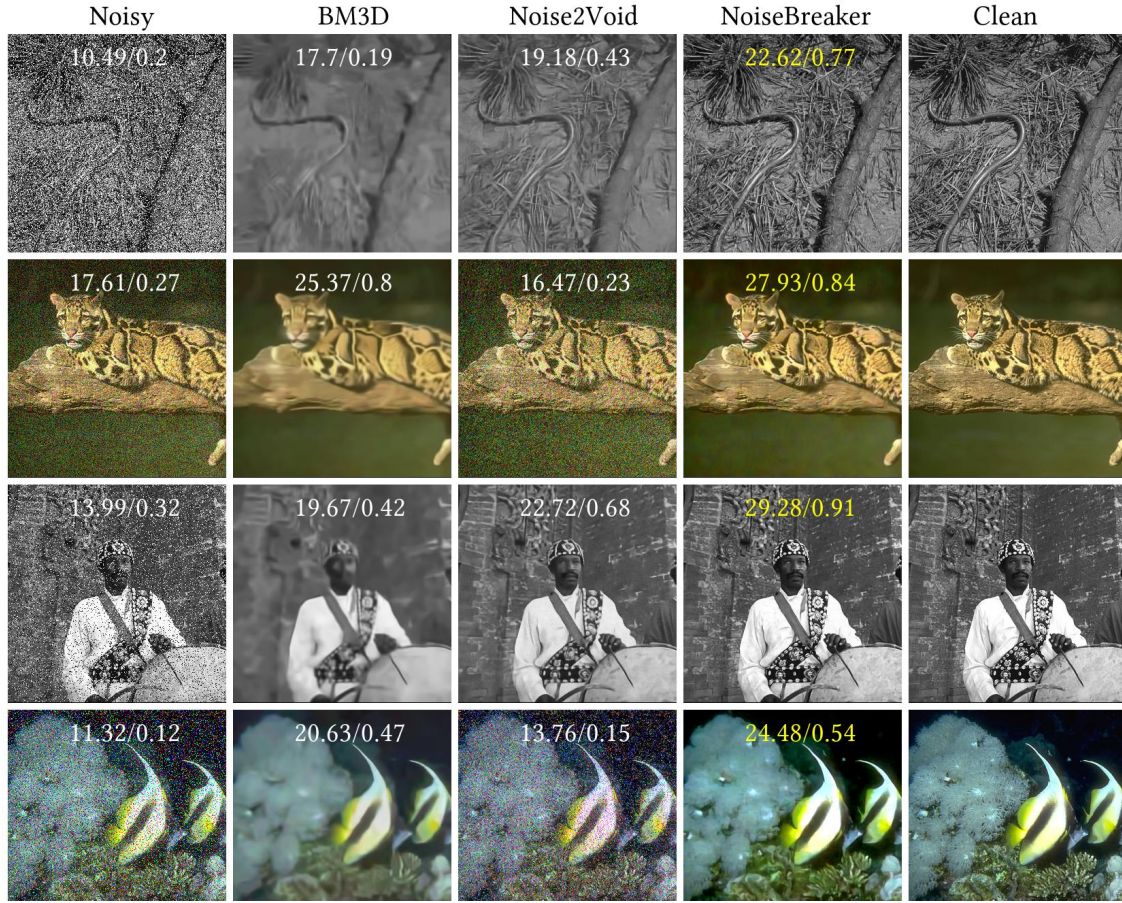 Noisy BM3D Noise2Void NoiseBreaker Clean
10.49/0.2 17.7/0.19 19.18/0.43 22.62/0.77
17.61/0.27 25.37/0.8 16.47/0.23 27.93/0.84
13.99/0.32 19.67/0.42 22.72/0.68 29.28/0.91
11.32/0.12 20.63/0.47 13.76/0.15 24.48/0.54